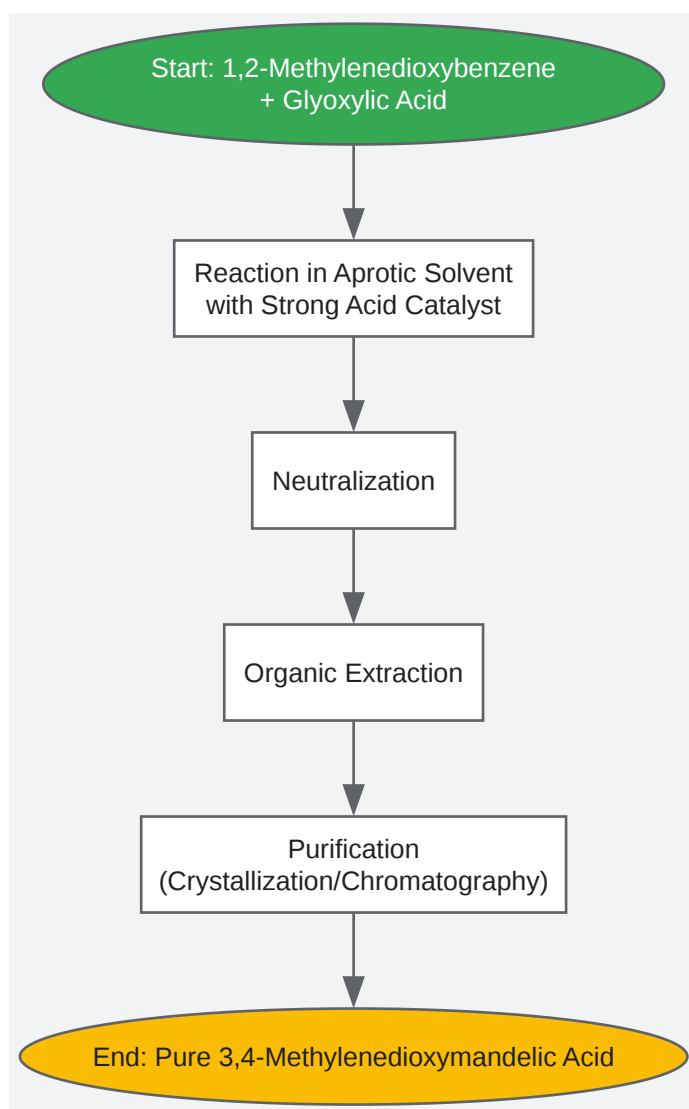 Start: 1,2-Methylenedioxybenzene
+ Glyoxylic Acid
Reaction in Aprotic Solvent
with Strong Acid Catalyst
Neutralization
Organic Extraction
Purification
(Crystallization/Chromatography)
End: Pure 3,4-Methylenedioxymandelic Acid